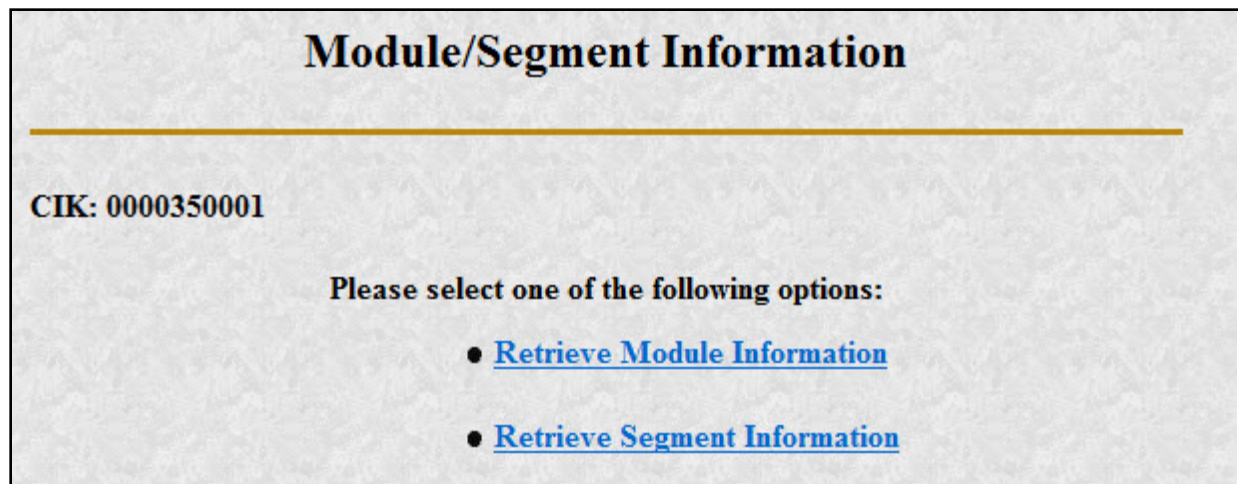 Module/Segment Information
CIK: 0000350001
Please select one of the following options:
Retrieve Module Information
Retrieve Segment Information